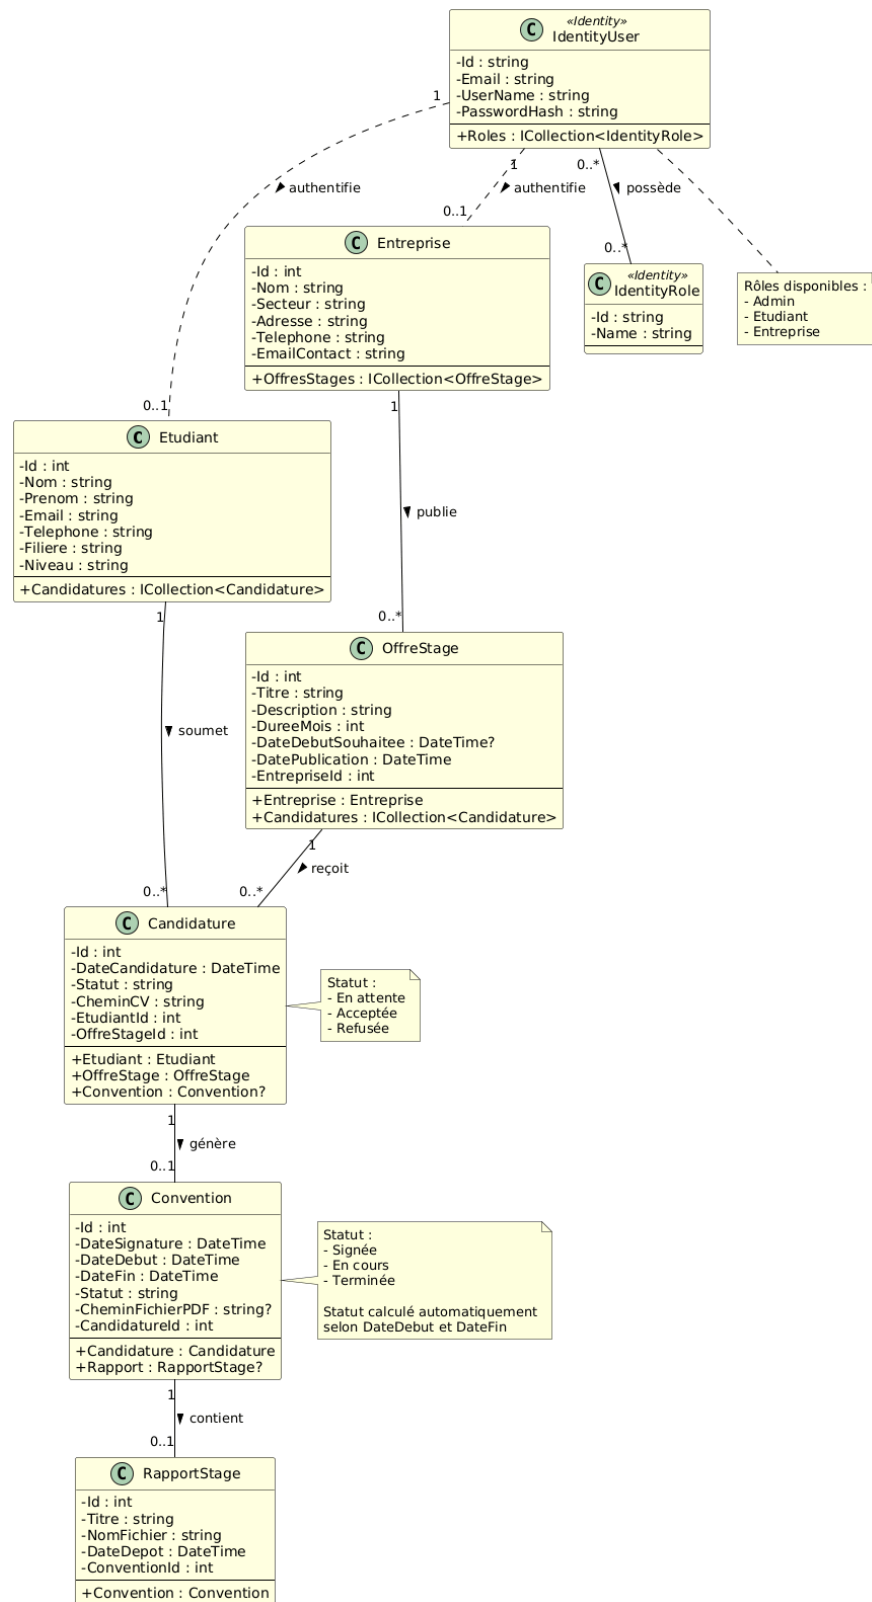 «Identity»
C IdentityUser
-Id : string
-Email : string
-UserName : string
-PasswordHash : string
+Roles : ICollection<IdentityRole>
1
authentifie
0..1
1
authentifie
0..1
0..*
possède
0..*
C Entreprise
-Id : int
-Nom : string
-Secteur : string
-Adresse : string
-Telephone : string
-EmailContact : string
+OffresStages : ICollection<OffreStage>
«Identity»
C IdentityRole
-Id : string
-Name : string
Rôles disponibles :
- Admin
- Etudiant
- Entreprise
C Etudiant
-Id : int
-Nom : string
-Prenom : string
-Email : string
-Telephone : string
-Filiere : string
-Niveau : string
+Candidatures : ICollection<Candidature>
1
publie
0..*
1
soumet
0..*
C OffreStage
-Id : int
-Titre : string
-Description : string
-DureeMois : int
-DateDebutSouhaitee : DateTime?
-DatePublication : DateTime
-EntrepriseId : int
+Entreprise : Entreprise
+Candidatures : ICollection<Candidature>
1
reçoit
0..*
C Candidature
-Id : int
-DateCandidature : DateTime
-Statut : string
-CheminCV : string
-EtudiantId : int
-OffreStageId : int
+Etudiant : Etudiant
+OffreStage : OffreStage
+Convention : Convention?
Statut :
- En attente
- Acceptée
- Refusée
1
génère
0..1
C Convention
-Id : int
-DateSignature : DateTime
-DateDebut : DateTime
-DateFin : DateTime
-Statut : string
-CheminFichierPDF : string?
-CandidatureId : int
+Candidature : Candidature
+Rapport : RapportStage?
Statut :
- Signée
- En cours
- Terminée
Statut calculé automatiquement
selon DateDebut et DateFin
1
contient
0..1
C RapportStage
-Id : int
-Titre : string
-NomFichier : string
-DateDepot : DateTime
-ConventionId : int
+Convention : Convention